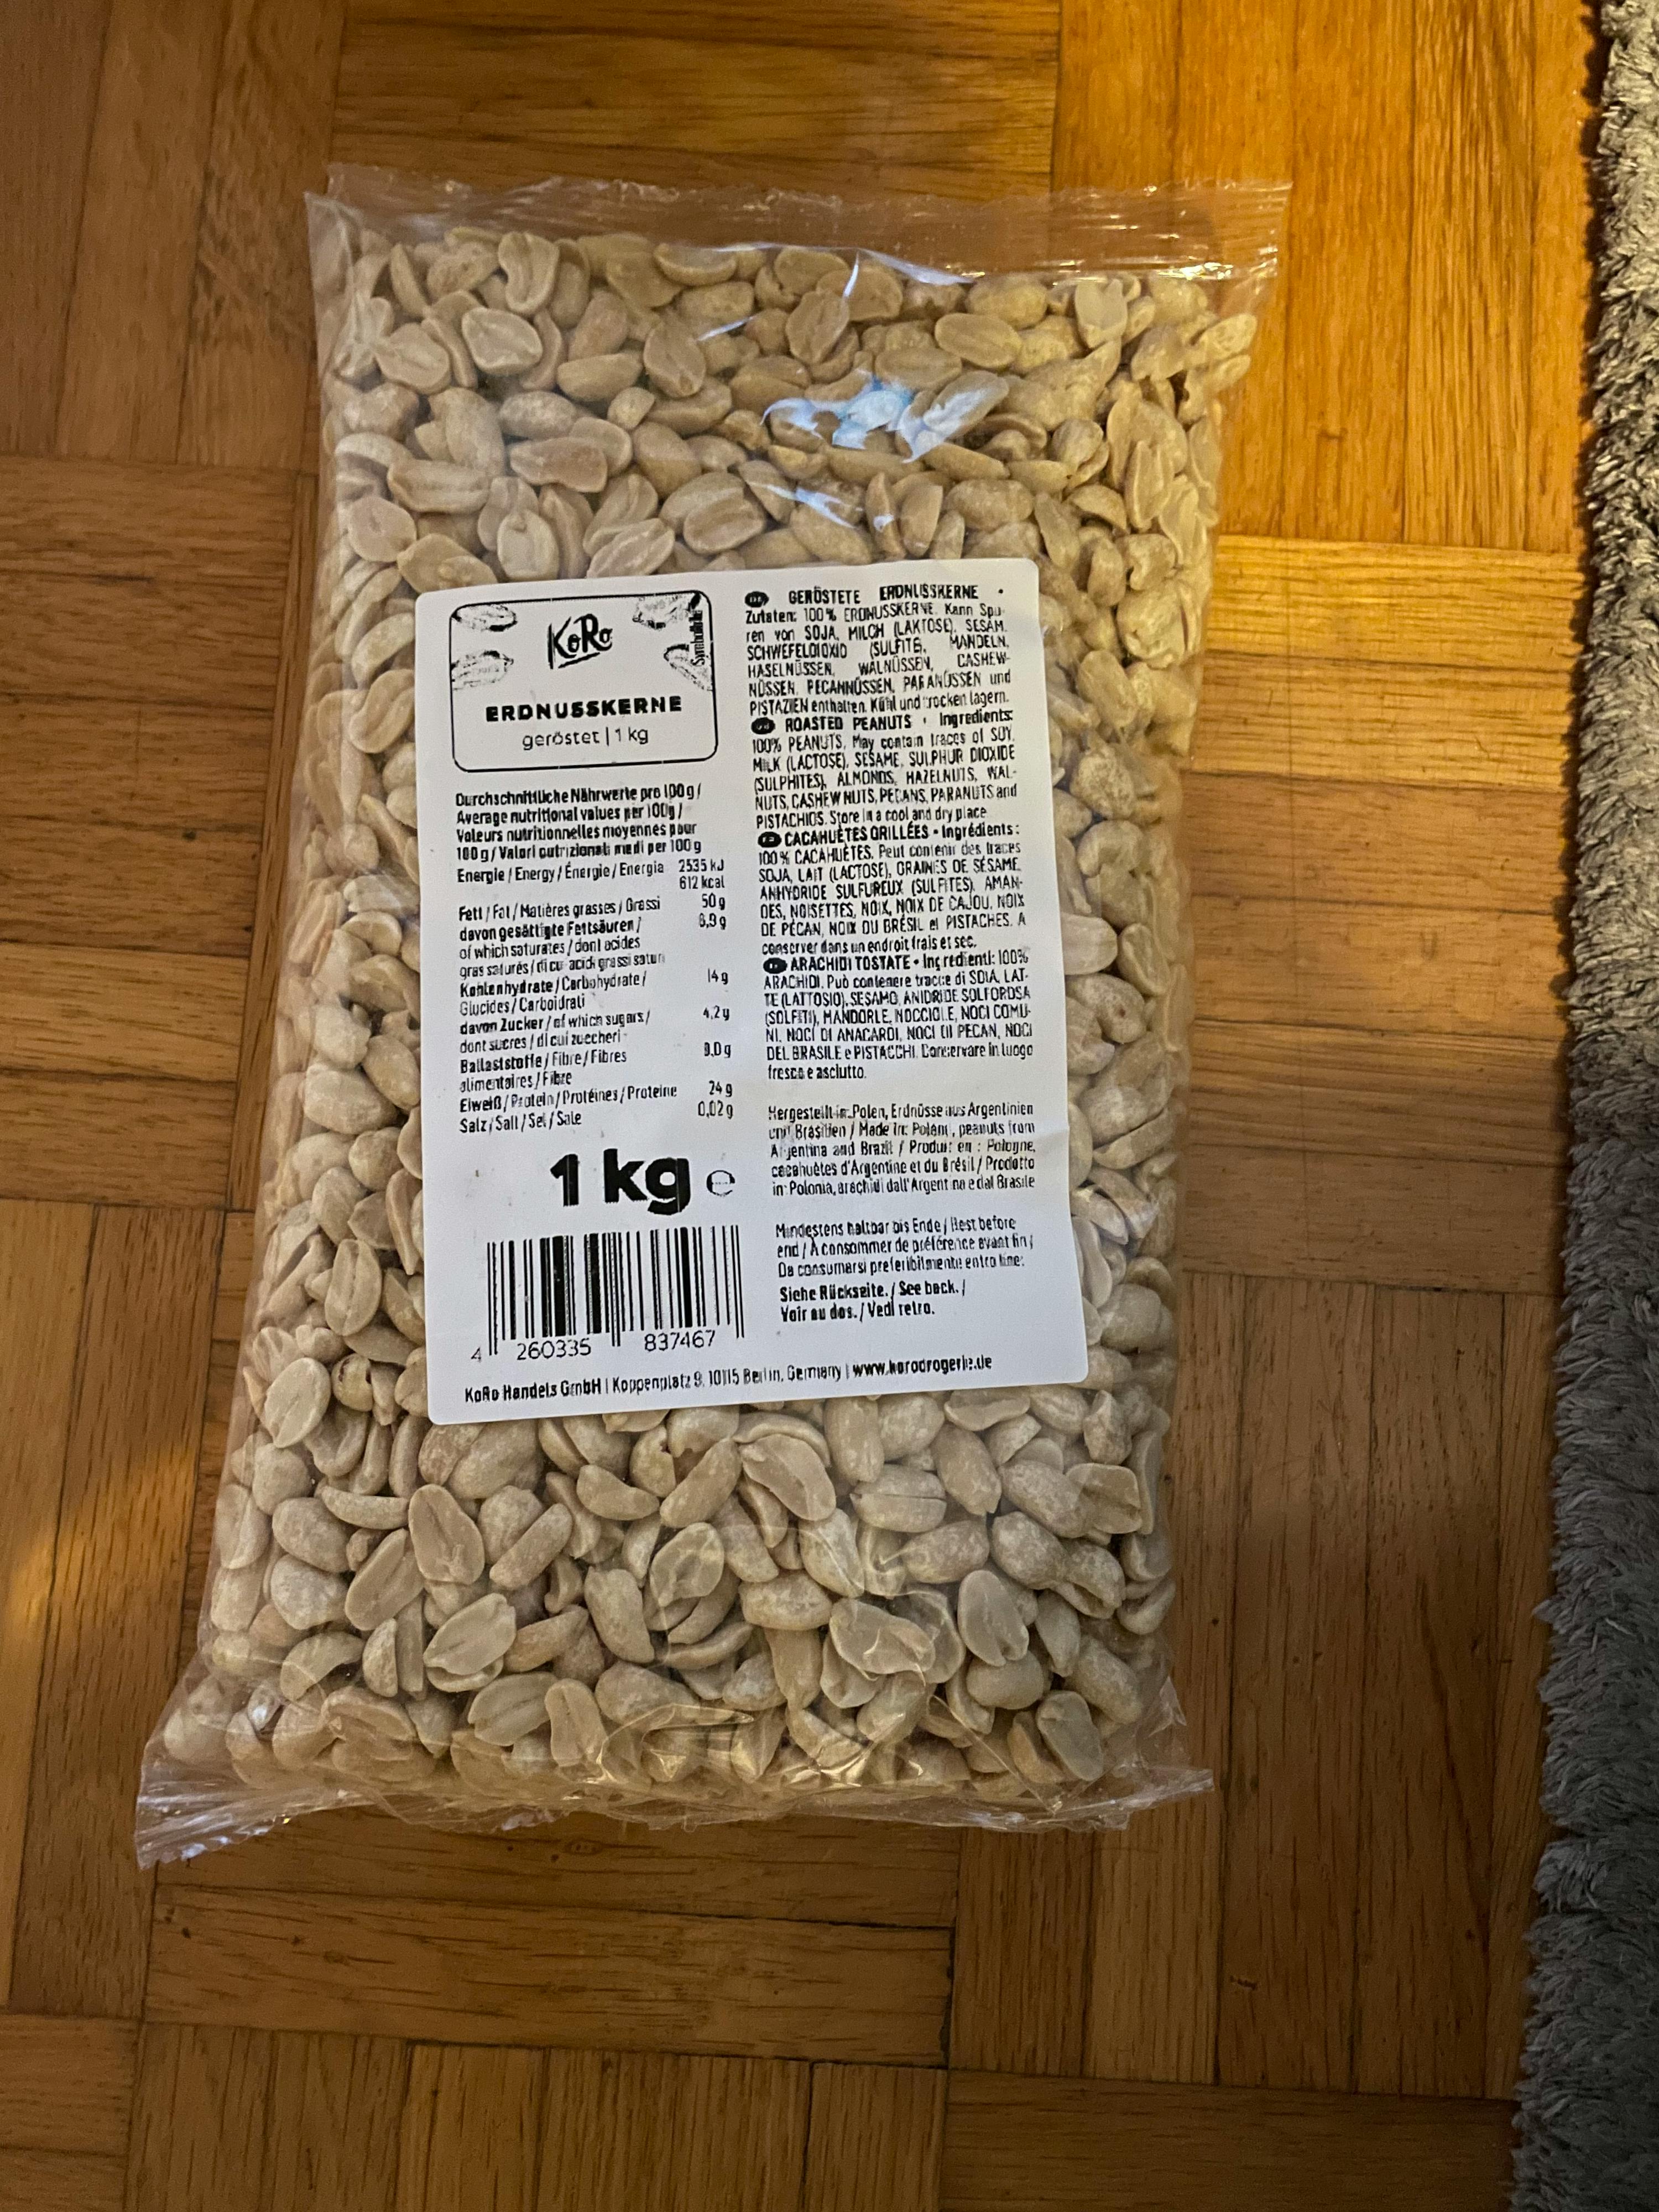 KoRo
Symbolbild
ERDNUSSKERNE
geröstet | 1 kg
Durchschnittliche Nährwerte pro 100 g /
Average nutritional values per 100g /
Valeurs nutritionnelles moyennes pour
100 g / Valori nutrizionali medi per 100 g
Energie / Energy / Énergie / Energia 2535 kJ
612 kcal
Fett / Fat / Matières grasses / Grassi 50 g
davon gesättigte Fettsäuren / 6,9 g
of which saturates / dont acides
gras saturés / di cui acidi grassi saturi
Kohlenhydrate / Carbohydrate / 14 g
Glucides / Carboidrati
davon Zucker / of which sugars / 4,2 g
dont sucres / di cui zuccheri
Ballaststoffe / Fibre / Fibres g
alimentaires / Fibre
Eiweiß / Protein / Protéines / Proteine 24 g
Salz / Salt / Sel / Sale 0,02 g
1 kg ℮
4 260335 837467
DE GERÖSTETE ERDNUSSKERNE •
Zutaten: 100 % ERDNUSSKERNE. Kann Spu-
ren von SOJA, MILCH (LAKTOSE), SESAM,
SCHWEFELDIOXID (SULFITE), MANDELN,
HASELNÜSSEN, WALNÜSSEN, CASHEW-
NÜSSEN, PECANNÜSSEN, PARANÜSSEN und
PISTAZIEN enthalten. Kühl und trocken lagern.
ROASTED PEANUTS • Ingredients:
100% PEANUTS. May contain traces of SOY,
MILK (LACTOSE), SESAME, SULPHUR DIOXIDE
(SULPHITES), ALMONDS, HAZELNUTS, WAL-
NUTS, CASHEW NUTS, PECANS, PARANUTS and
PISTACHIOS. Store in a cool and dry place.
CACAHUÈTES GRILLÉES • Ingrédients :
100 % CACAHUÈTES. Peut contenir des traces
SOJA, LAIT (LACTOSE), GRAINES DE SÉSAME,
ANHYDRIDE SULFUREUX (SULFITES), AMAN-
DES, NOISETTES, NOIX, NOIX DE CAJOU, NOIX
DE PÉCAN, NOIX DU BRÉSIL et PISTACHES. À
conserver dans un endroit frais et sec.
ARACHIDI TOSTATE • Ingredienti: 100%
ARACHIDI. Può contenere tracce di SOIA, LAT-
TE (LATTOSIO), SESAMO, ANIDRIDE SOLFOROSA
(SOLFITI), MANDORLE, NOCCIOLE, NOCI COMU-
NI, NOCI DI ANACARDI, NOCI DI PECAN, NOCI
DEL BRASILE e PISTACCHI. Conservare in luogo
fresco e asciutto.
Hergestellt in: Polen, Erdnüsse aus Argentinien
und Brasilien / Made in: Poland, peanuts from
Argentina and Brazil / Produit en : Pologne,
cacahuètes d'Argentine et du Brésil / Prodotto
in: Polonia, arachidi dall'Argentina e dal Brasile
Mindestens haltbar bis Ende / Best before
end / À consommer de préférence avant fin /
Da consumarsi preferibilmente entro fine:
Siehe Rückseite. / See back. /
Voir au dos. / Vedi retro.
KoRo Handels GmbH | Koppenplatz 9, 10115 Berlin, Germany | www.korodrogerie.de